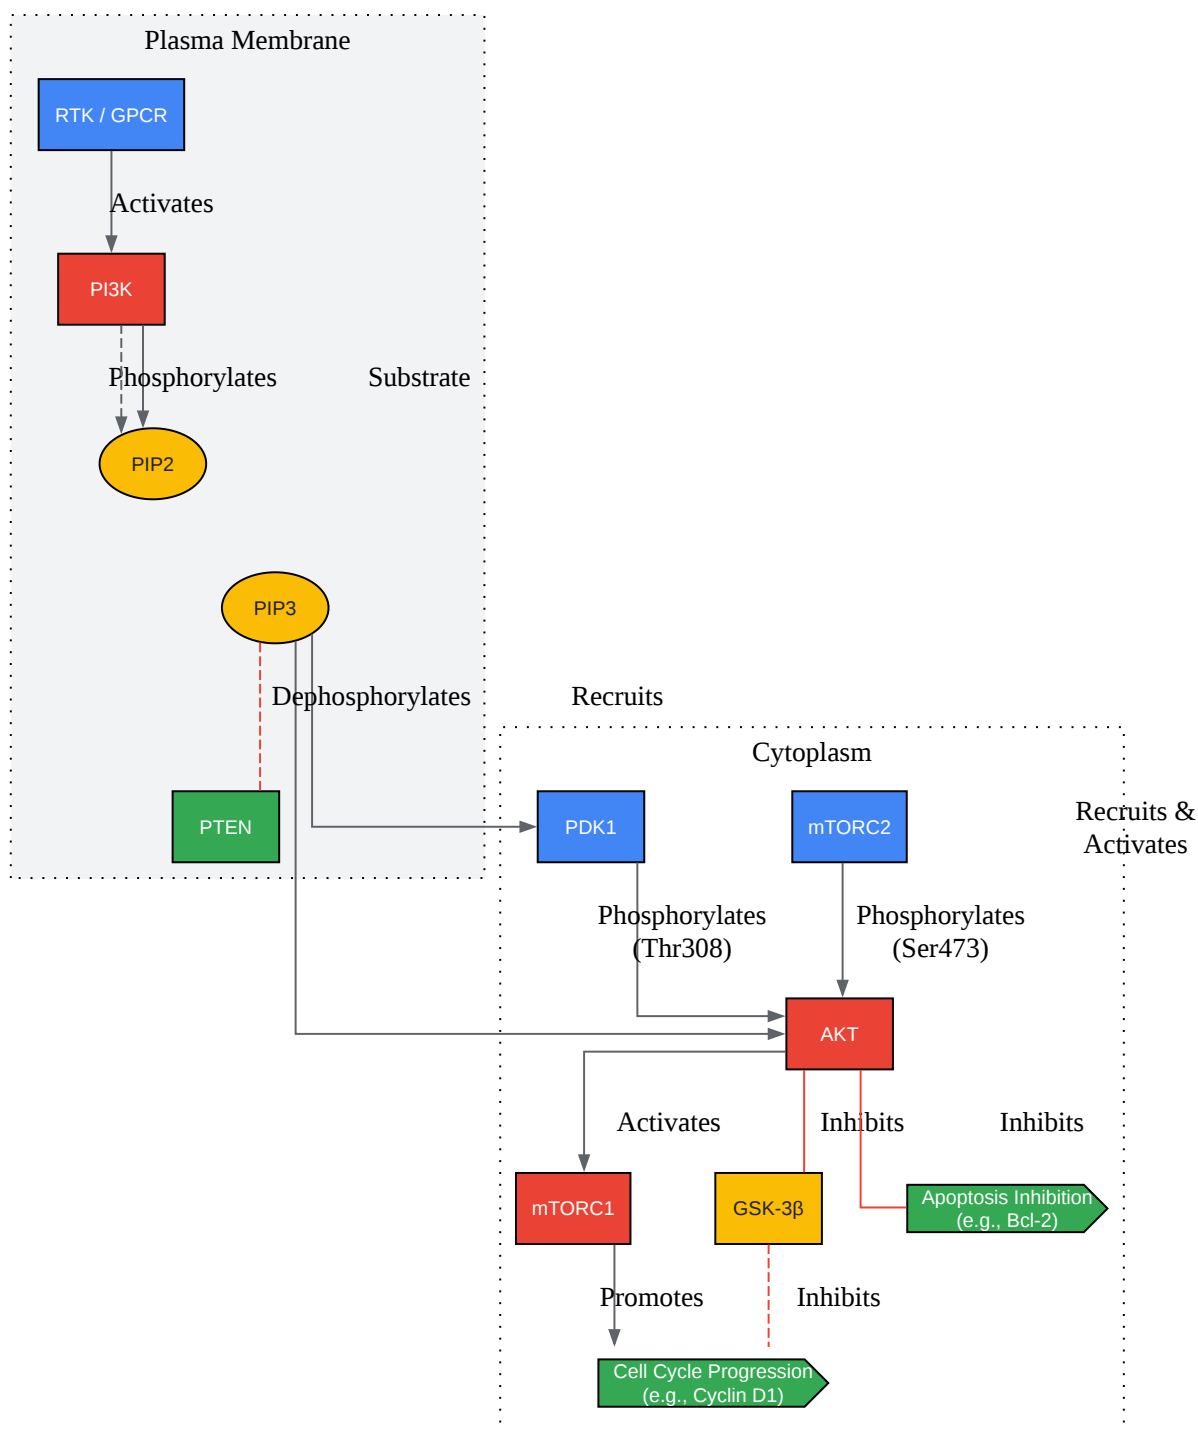 Plasma Membrane
RTK / GPCR
Activates
PI3K
Phosphorylates
Substrate
PIP2
PIP3
Dephosphorylates
Recruits
Cytoplasm
PTEN
PDK1
mTORC2
Recruits &
Activates
Phosphorylates
(Thr308)
Phosphorylates
(Ser473)
AKT
Activates
Inhibits
Inhibits
mTORC1
GSK-3β
Apoptosis Inhibition
(e.g., Bcl-2)
Promotes
Inhibits
Cell Cycle Progression
(e.g., Cyclin D1)